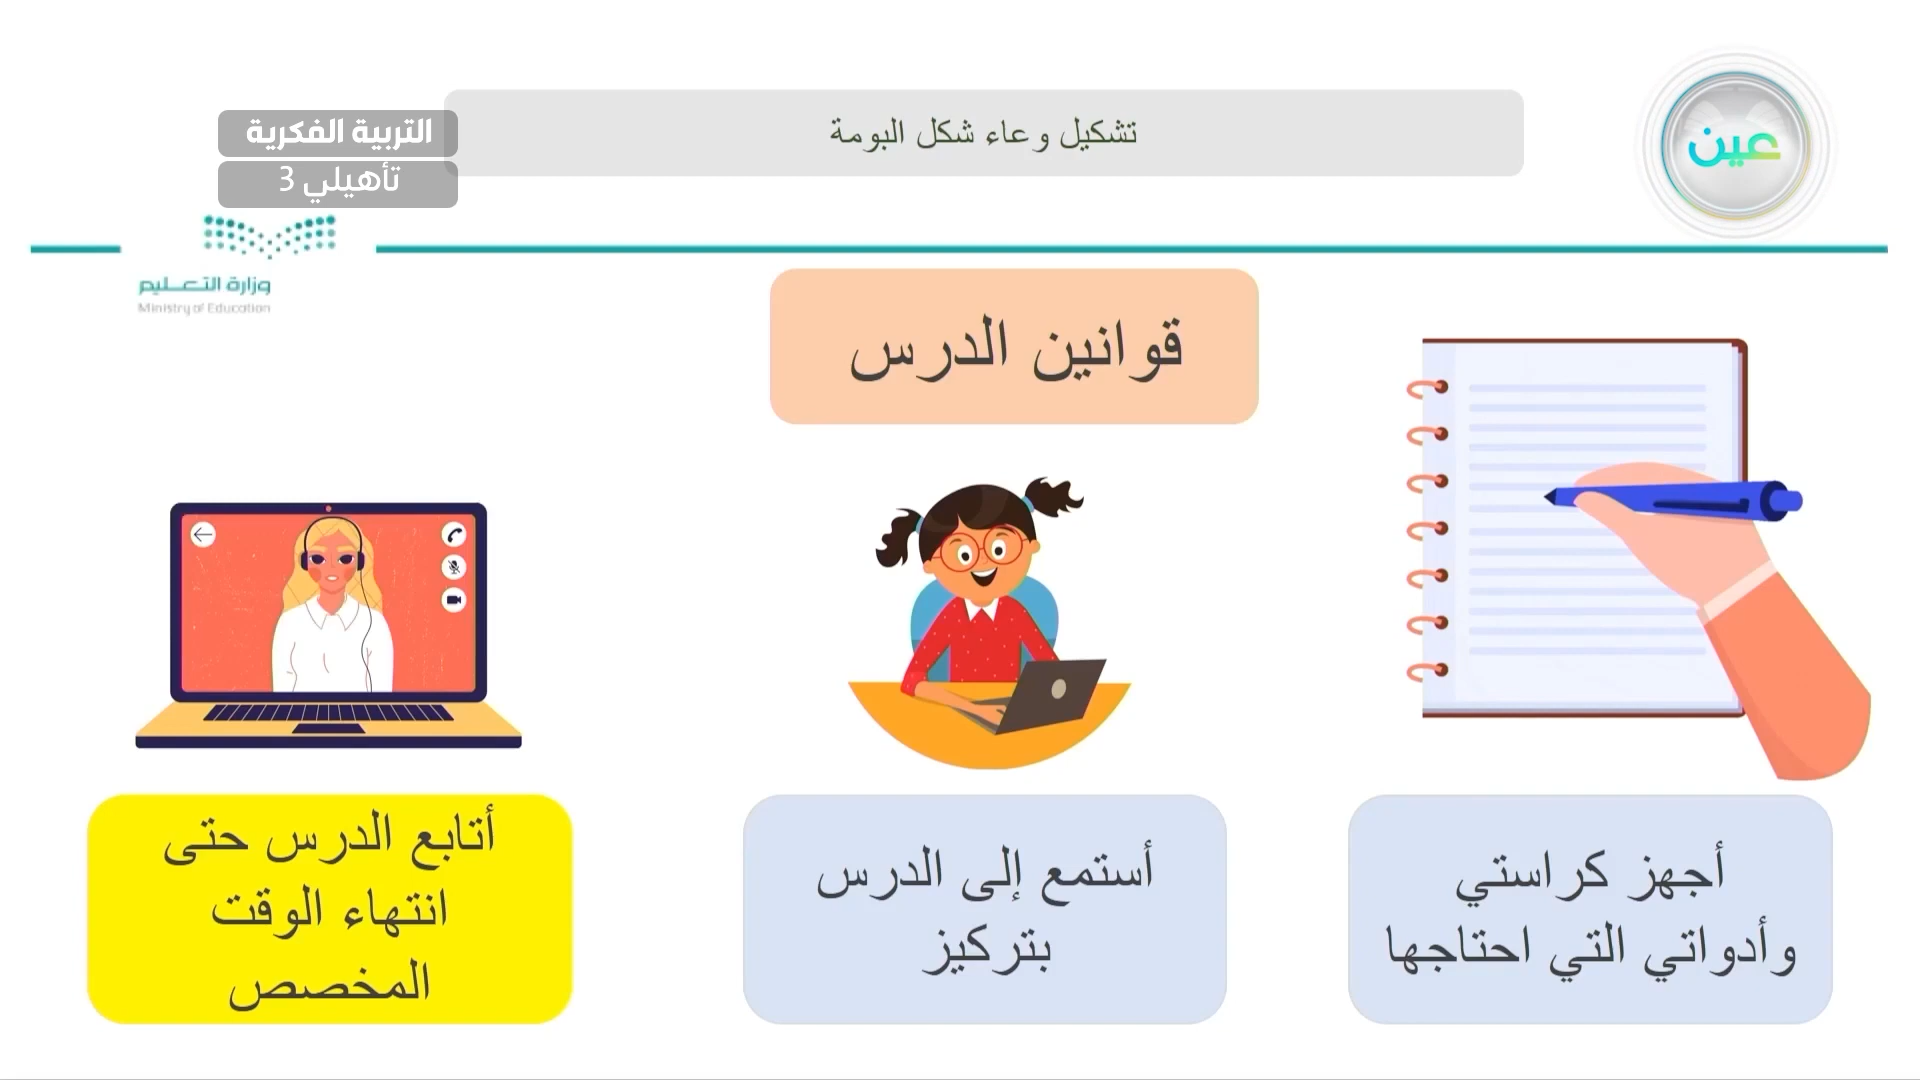 عين
تشكيل وعاء شكل البومة
التربية الفكرية
تأهيلي 3
وزارة التعليم
Ministry of Education
قوانين الدرس
أجهز كراستي
وأدواتي التي احتاجها
أستمع إلى الدرس
بتركيز
أتابع الدرس حتى
انتهاء الوقت
المخصص